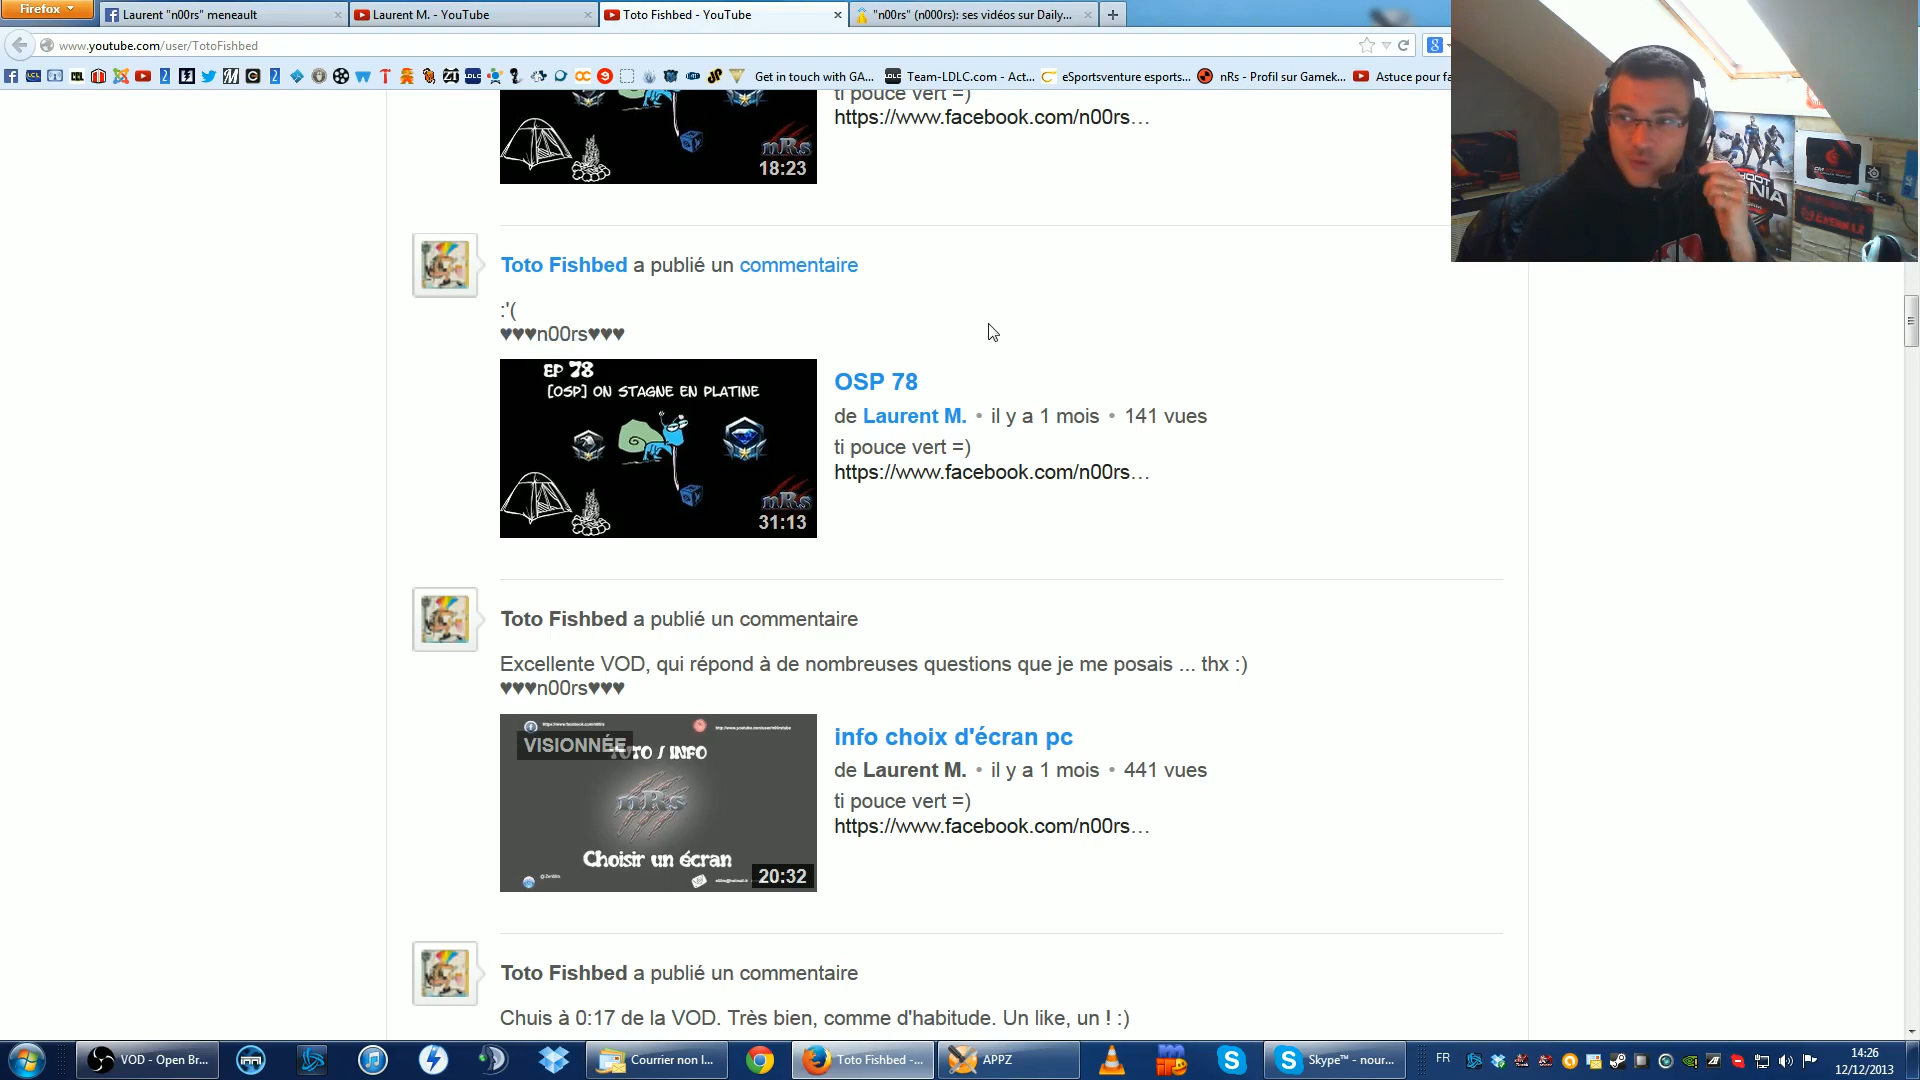 Firefox
Laurent "n00rs" meneault
Laurent M. - YouTube
Toto Fishbed - YouTube
"n00rs" (n000rs): ses vidéos sur Daily...
www.youtube.com/user/TotoFishbed
Get in touch with GA...
Team-LDLC.com - Act...
eSportsventure esports...
nRs - Profil sur Gamek...
Astuce pour fa
ti pouce vert =)
https://www.facebook.com/n00rs…
nRs
18:23
Toto Fishbed a publié un commentaire
:'(
♥♥♥n00rs♥♥♥
EP 78
[OSP] ON STAGNE EN PLATINE
nRs
31:13
OSP 78
de Laurent M. • il y a 1 mois • 141 vues
ti pouce vert =)
https://www.facebook.com/n00rs…
Toto Fishbed a publié un commentaire
Excellente VOD, qui répond à de nombreuses questions que je me posais ... thx :)
♥♥♥n00rs♥♥♥
VISIONNÉE
TUTO / INFO
nRs
Choisir un écran
20:32
info choix d'écran pc
de Laurent M. • il y a 1 mois • 441 vues
ti pouce vert =)
https://www.facebook.com/n00rs…
Toto Fishbed a publié un commentaire
Chuis à 0:17 de la VOD. Très bien, comme d'habitude. Un like, un ! :)
VOD - Open Br...
Courrier non l...
Toto Fishbed -...
APPZ
Skype™ - nour...
FR
14:26
12/12/2013